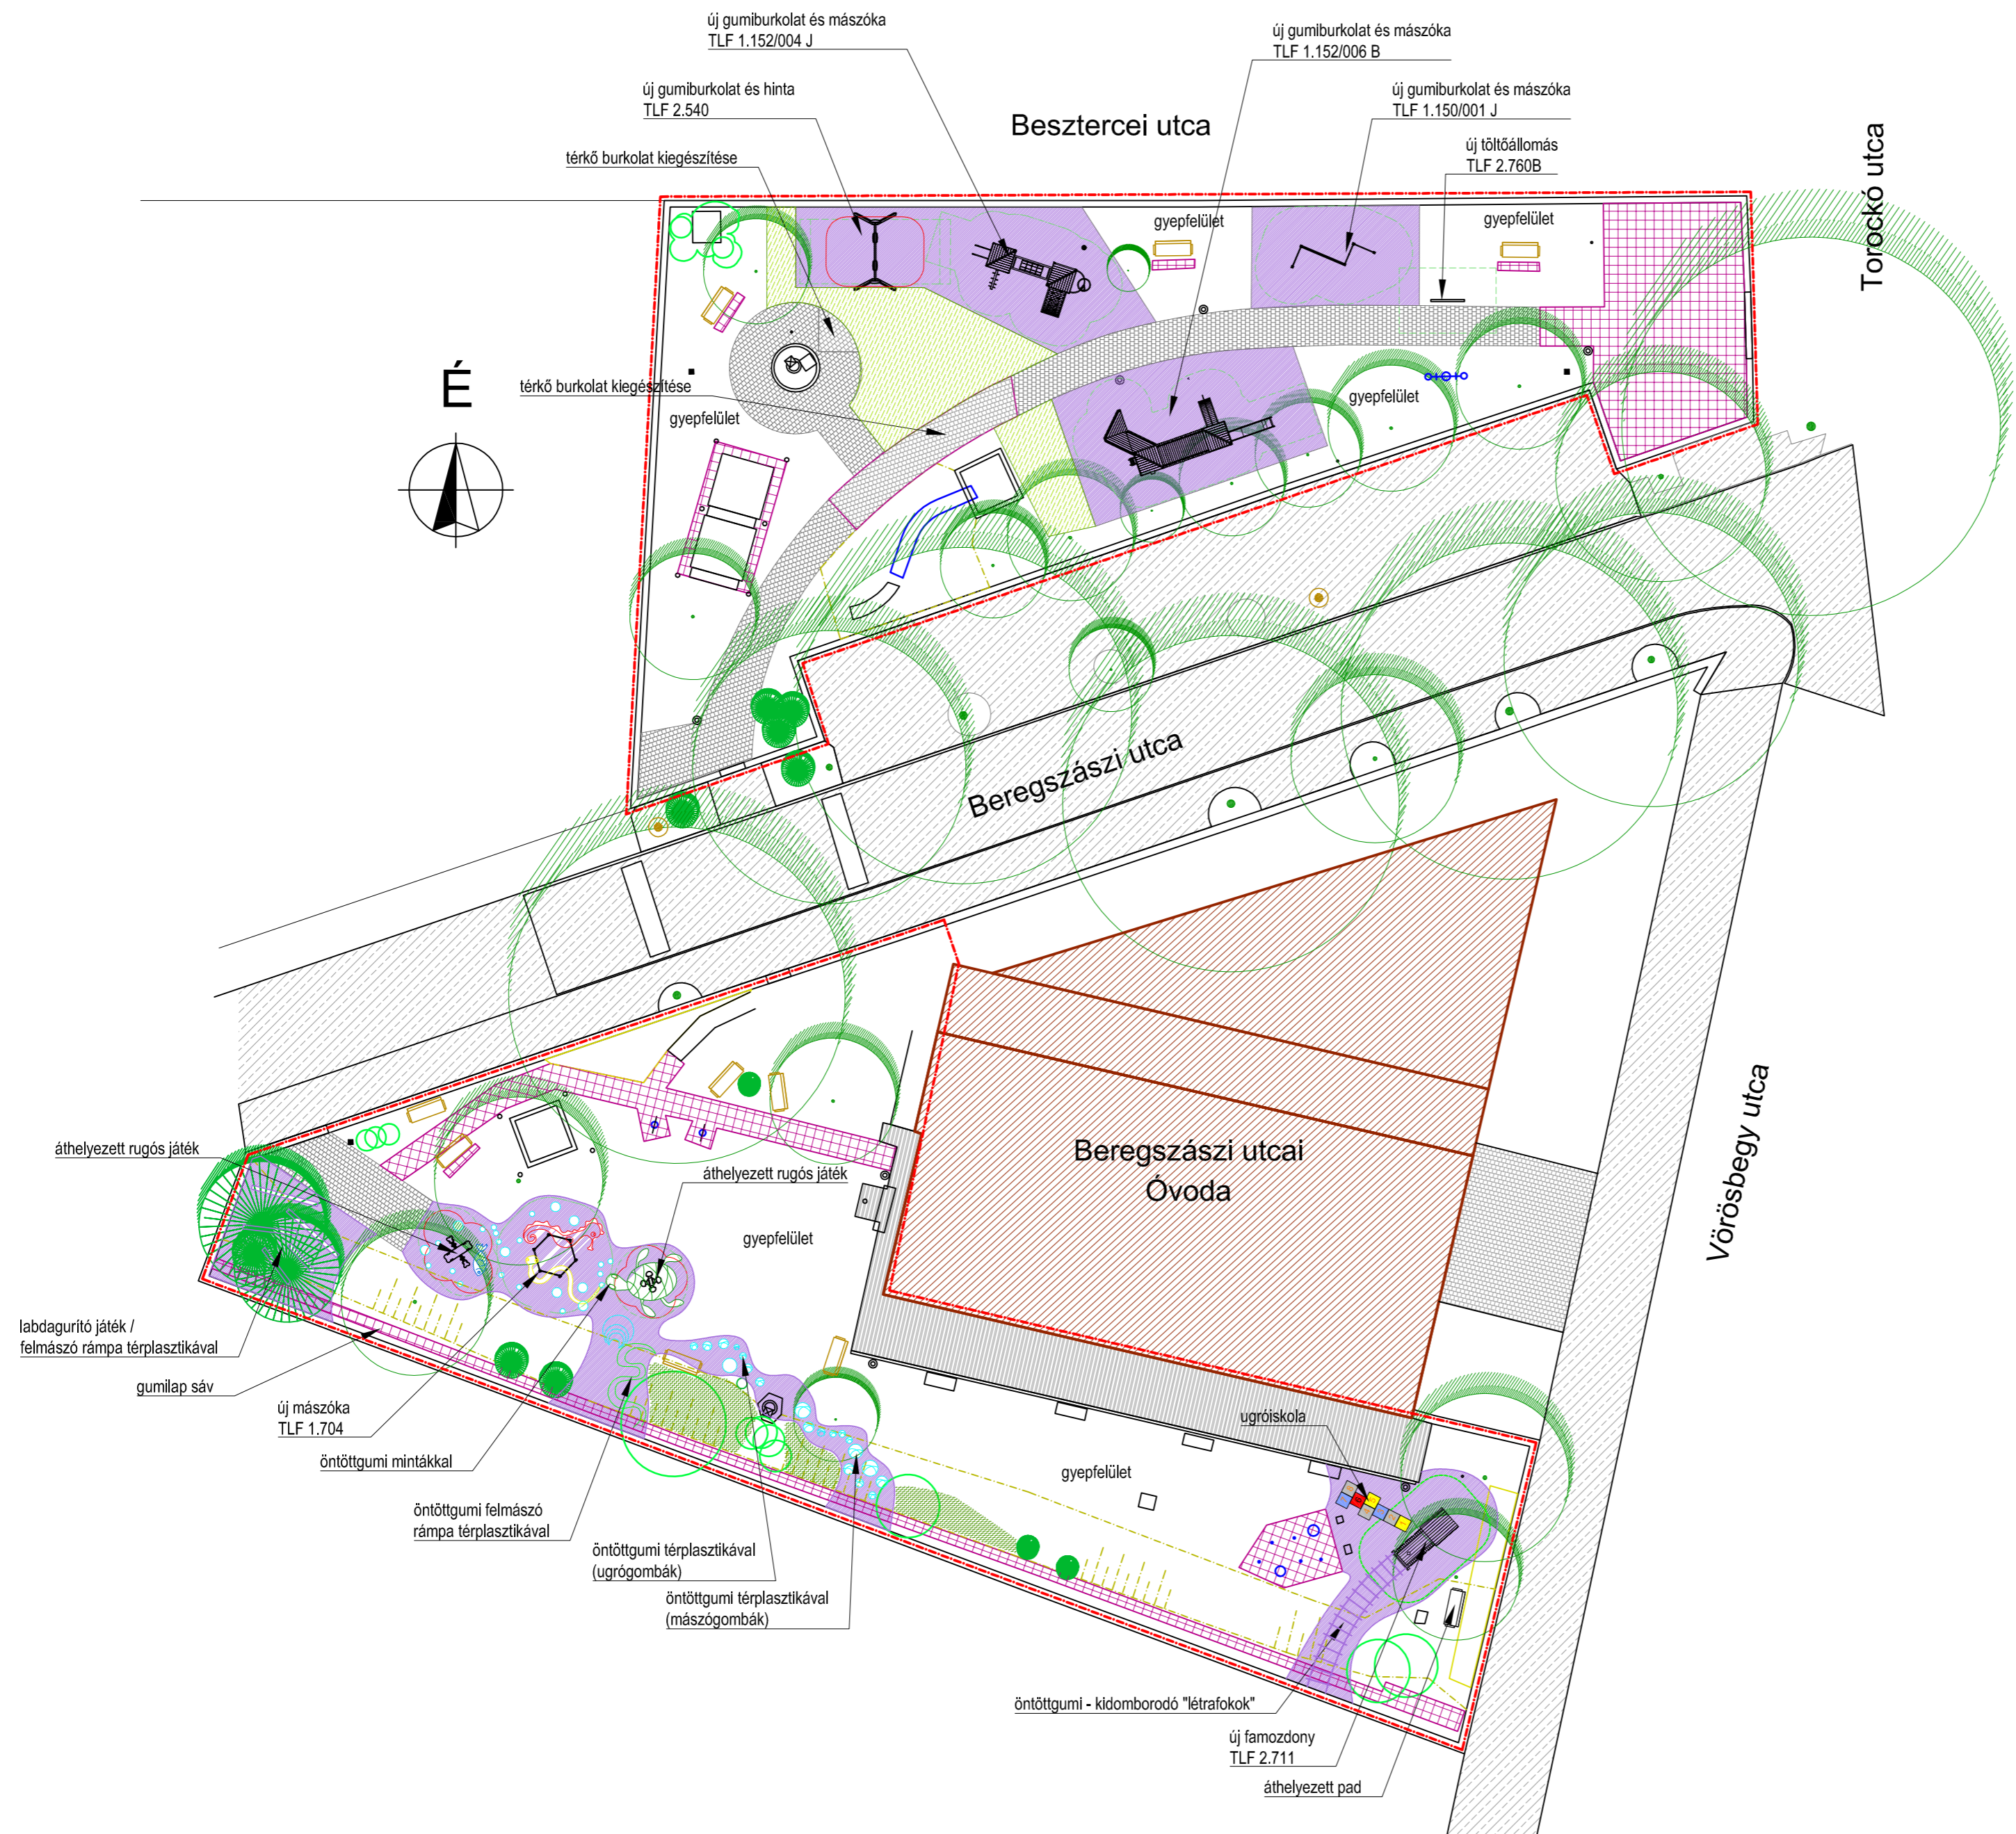 új gumiburkolat és mászóka
TLF 1.152/004 J
új gumiburkolat és mászóka
TLF 1.152/006 B
új gumiburkolat és hinta
TLF 2.540
új gumiburkolat és mászóka
TLF 1.150/001 J
Besztercei utca
új töltőállomás
TLF 2.760B
térkő burkolat kiegészítése
Torockó utca
gyepfelület
gyepfelület
É
térkő burkolat kiegészítése
gyepfelület
gyepfelület
Beregszászi utca
Beregszászi utcai
Óvoda
Vörösbegy utca
áthelyezett rugós játék
áthelyezett rugós játék
gyepfelület
labdagurító játék /
felmászó rámpa térplasztikával
gumilap sáv
új mászóka
TLF 1.704
öntöttgumi mintákkal
öntöttgumi felmászó
rámpa térplasztikával
öntöttgumi térplasztikával
(ugrógombák)
öntöttgumi térplasztikával
(mászógombák)
ugróiskola
gyepfelület
öntöttgumi - kidomborodó "létrafokok"
új famozdony
TLF 2.711
áthelyezett pad